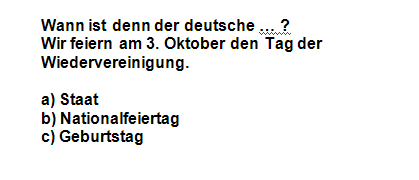 Wann ist denn der deutsche ... ?
Wir feiern am 3. Oktober den Tag der
Wiedervereinigung.
a) Staat
b) Nationalfeiertag
c) Geburtstag